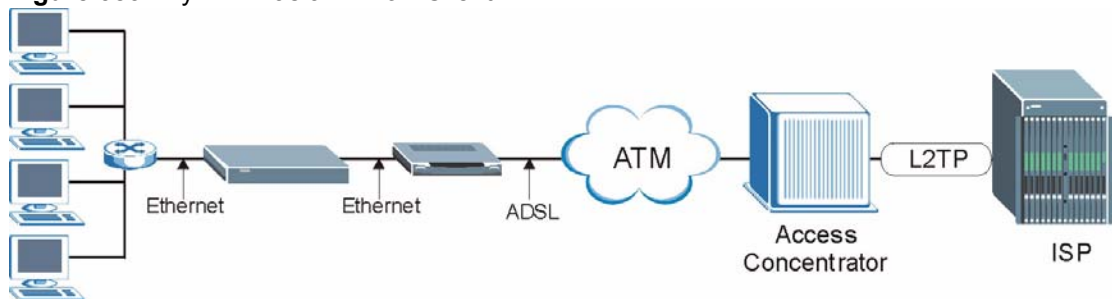 Ethernet
Ethernet
ADSL
ATM
Access
Concentrator
L2TP
ISP